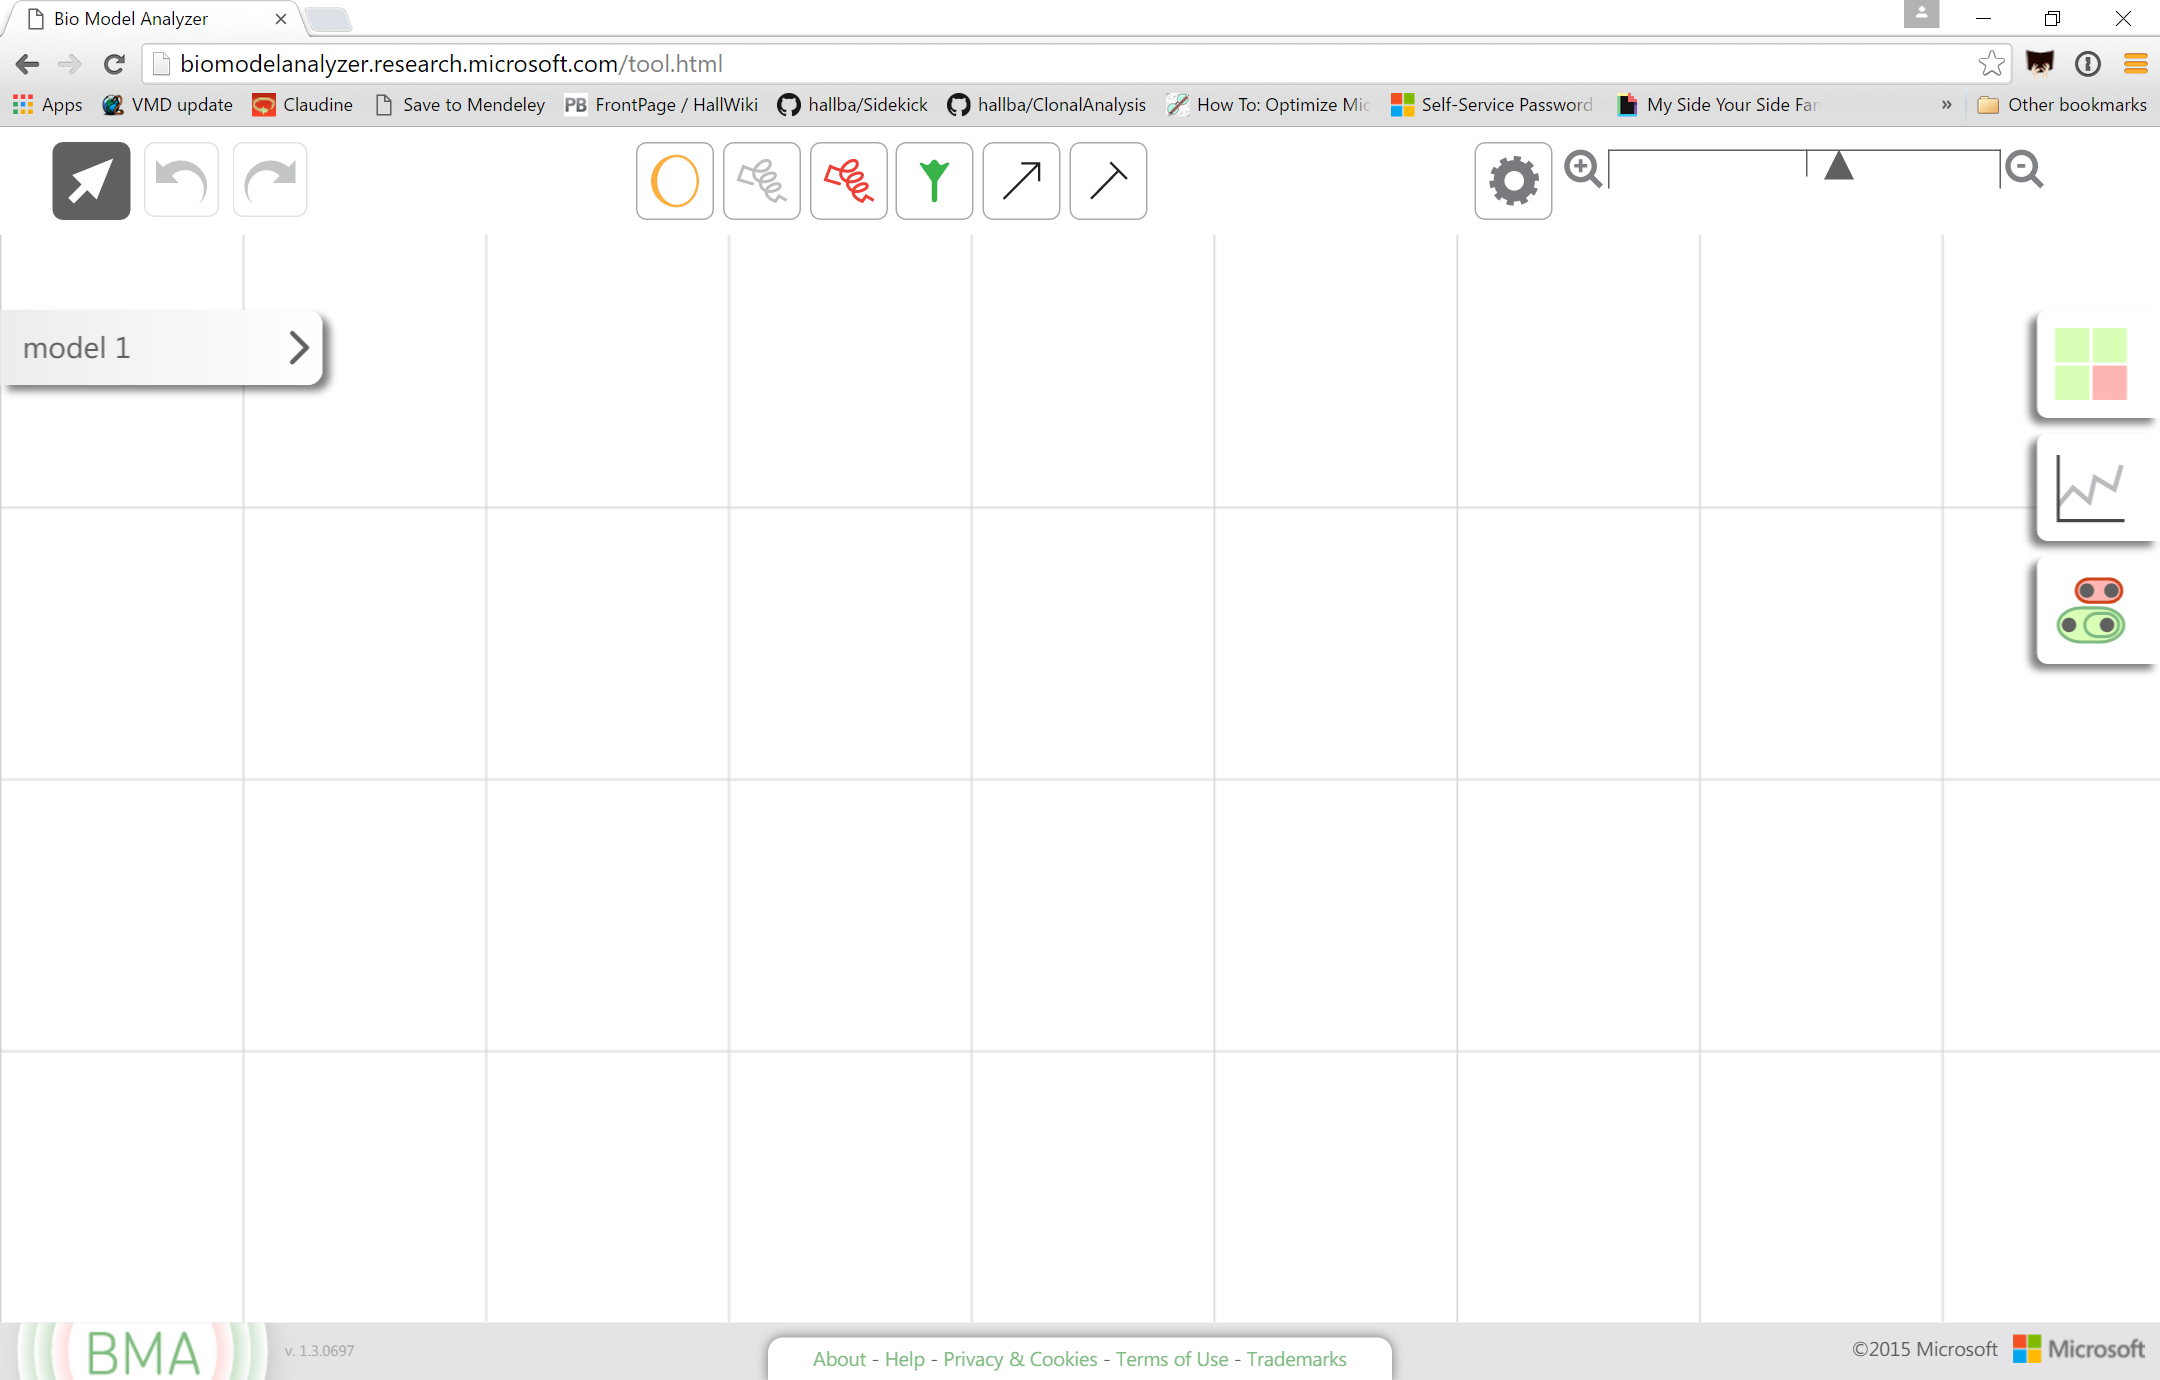 Bio Model Analyzer
biomodelanalyzer.research.microsoft.com/tool.html
Apps VMD update Claudine Save to Mendeley PB FrontPage / HallWiki hallba/Sidekick hallba/ClonalAnalysis How To: Optimize Mic Self-Service Password My Side Your Side Far » Other bookmarks
model 1
BMA v. 1.3.0697
About - Help - Privacy & Cookies - Terms of Use - Trademarks
©2015 Microsoft Microsoft